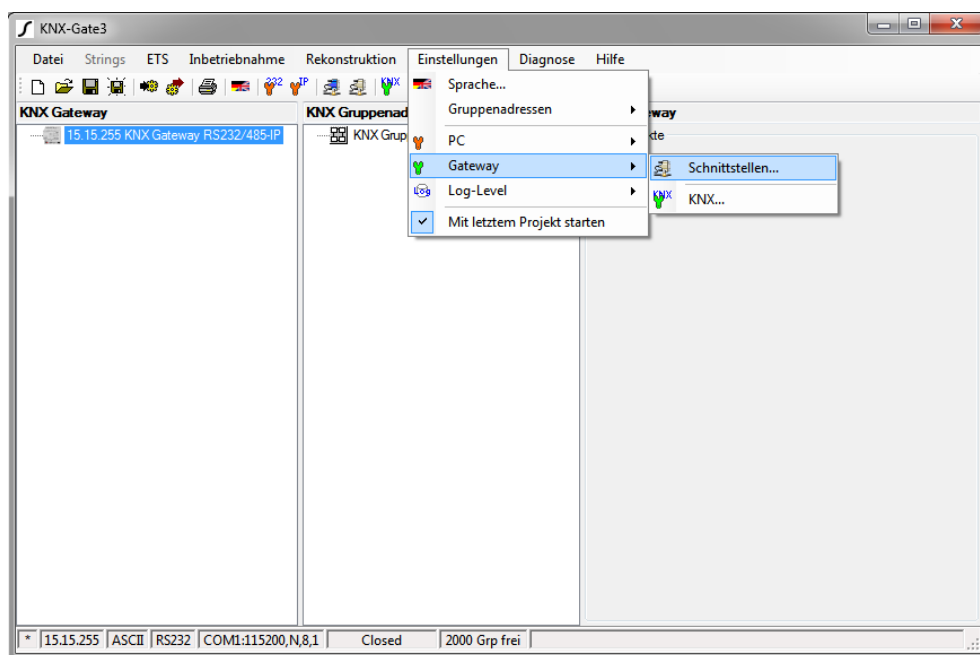 KNX-Gate3
Datei Strings ETS Inbetriebnahme Rekonstruktion Einstellungen Diagnose Hilfe
232 IP KNX
KNX Gateway
15.15.255 KNX Gateway RS232/485-IP
KNX Gruppenad
KNX Grup
Sprache...
Gruppenadressen
PC
Gateway
Log-Level
Mit letztem Projekt starten
Schnittstellen...
KNX...
* 15.15.255 ASCII RS232 COM1:115200,N,8,1 Closed 2000 Grp frei